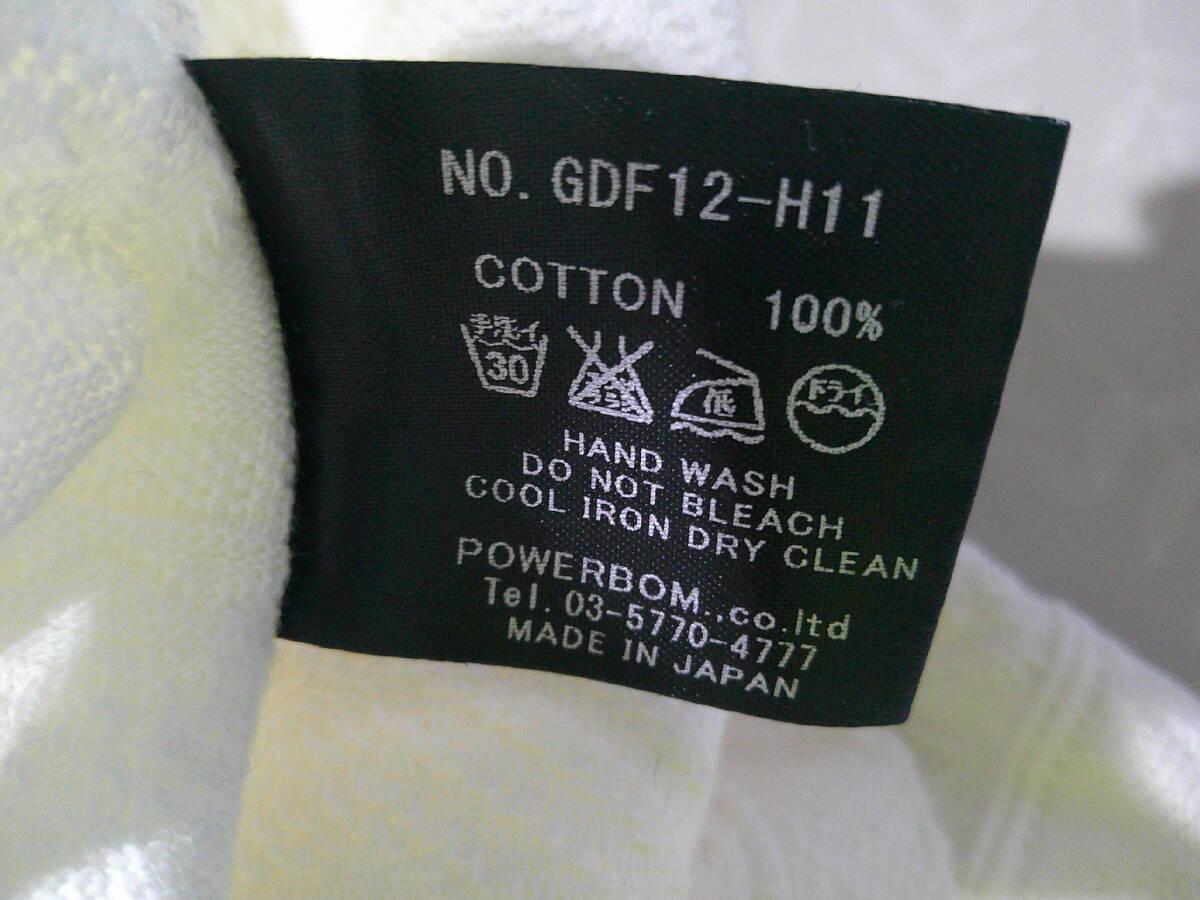 NO. GDF12-H11
COTTON 100%
手洗イ 30 低 ドライ
HAND WASH
DO NOT BLEACH
COOL IRON DRY CLEAN
POWERBOM.,co.ltd
Tel. 03-5770-4777
MADE IN JAPAN